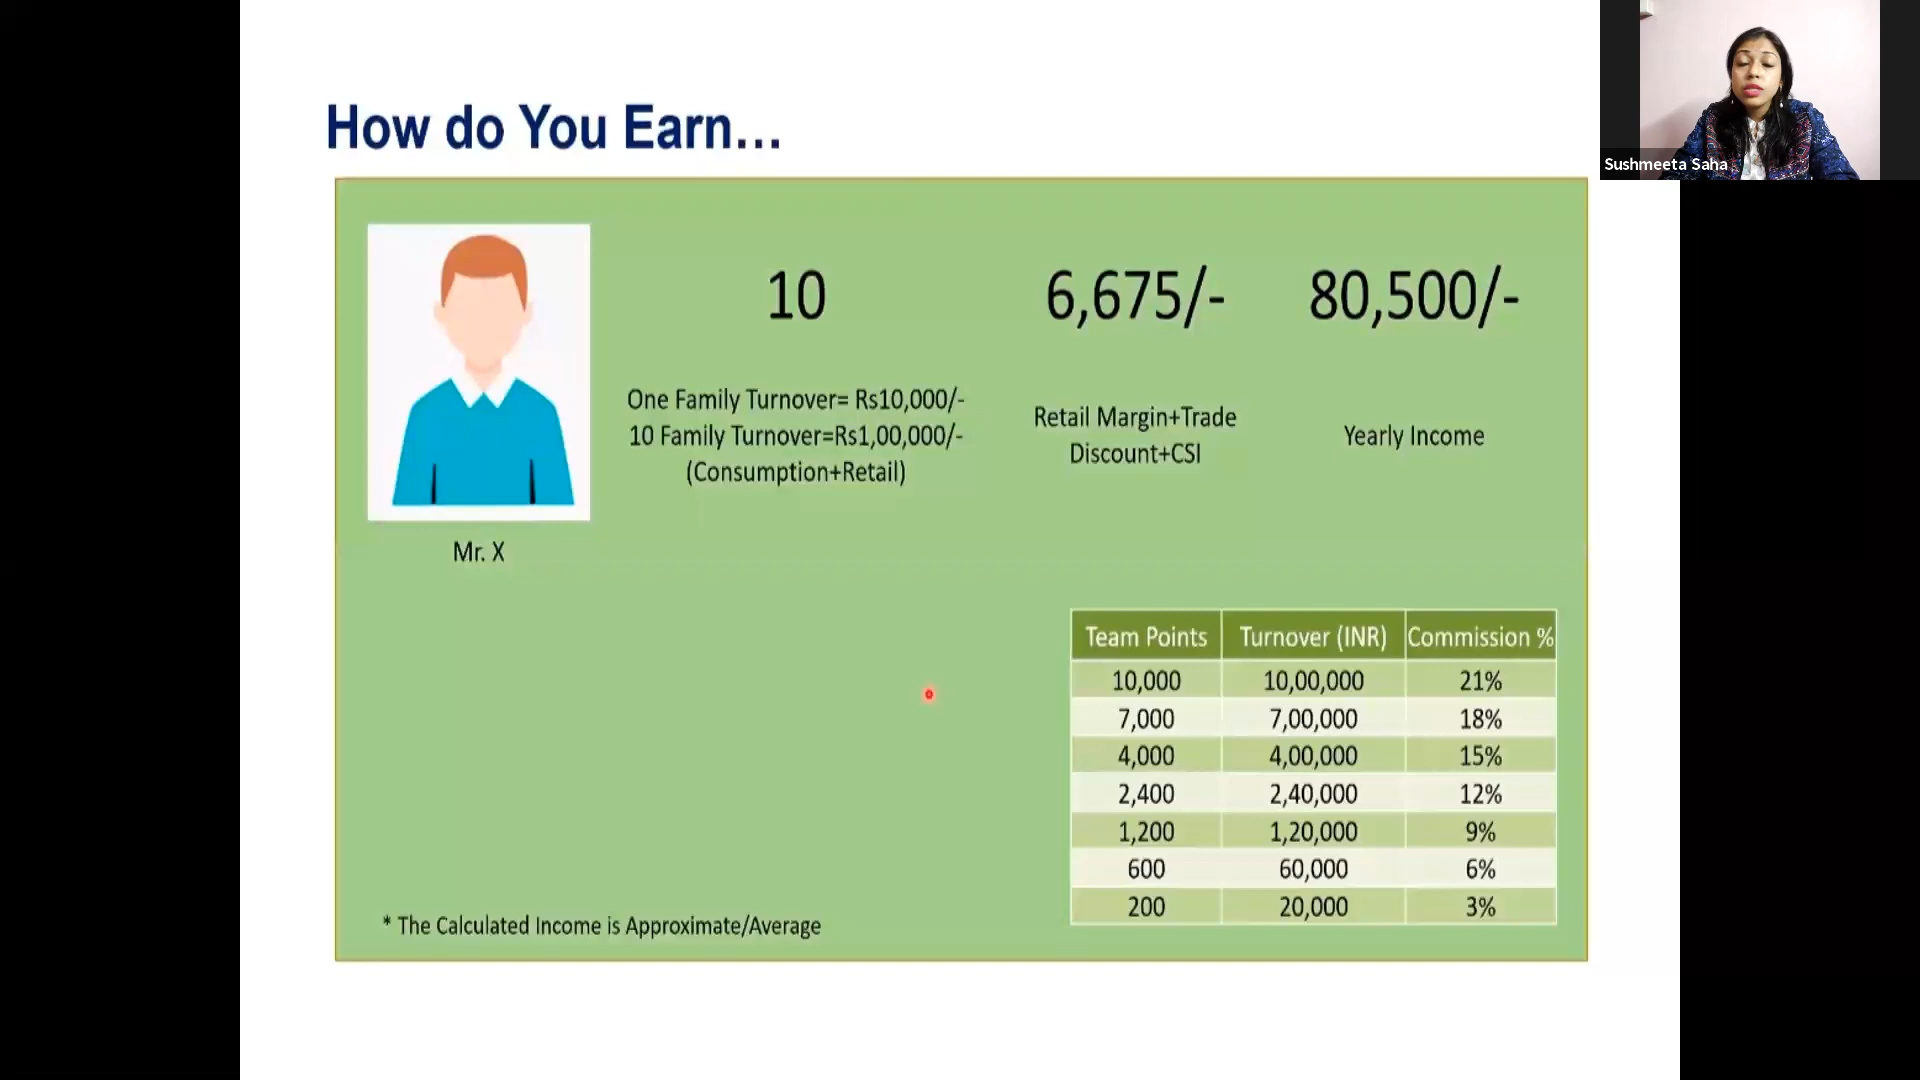 Sushmeeta Saha
How do You Earn...
10
6,675/-
80,500/-
One Family Turnover= Rs10,000/-
10 Family Turnover=Rs1,00,000/-
(Consumption+Retail)
Retail Margin+Trade
Discount+CSI
Yearly Income
Mr. X
Team Points Turnover (INR) Commission %
10,000 10,00,000 21%
7,000 7,00,000 18%
4,000 4,00,000 15%
2,400 2,40,000 12%
1,200 1,20,000 9%
600 60,000 6%
200 20,000 3%
* The Calculated Income is Approximate/Average